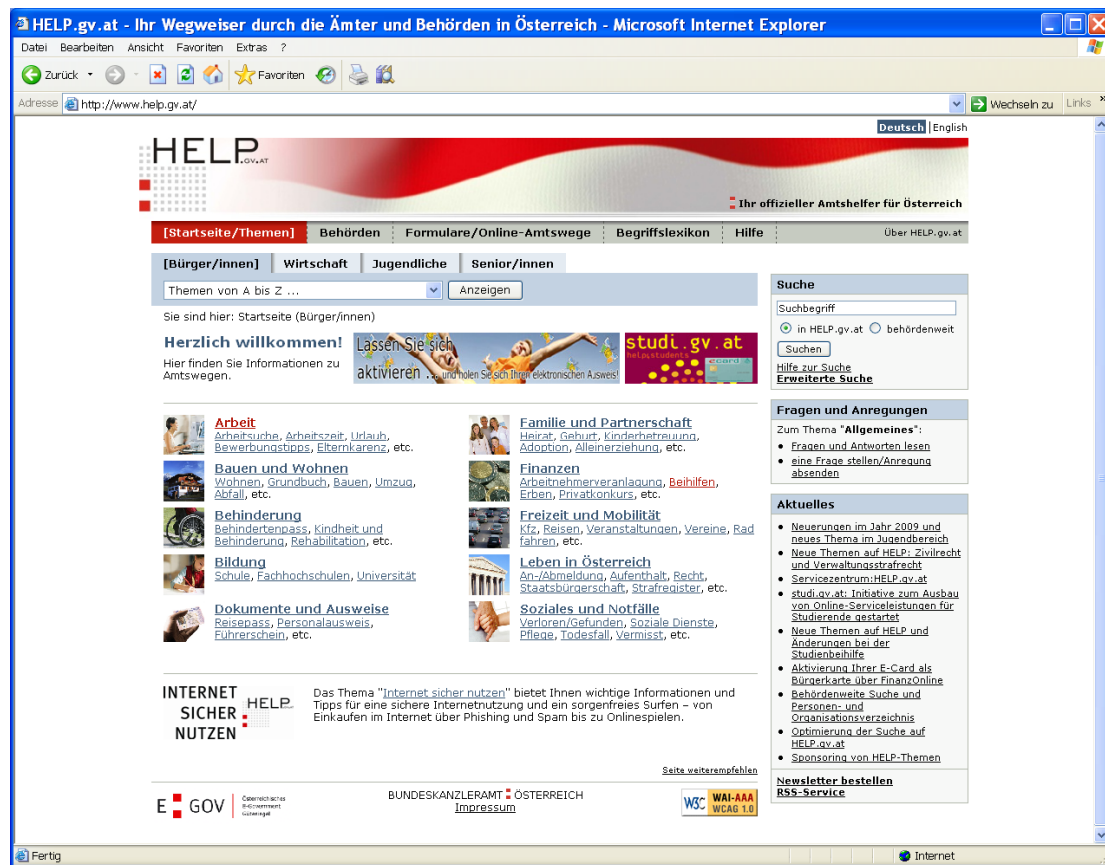 HELP.gv.at - Ihr Wegweiser durch die Ämter und Behörden in Österreich - Microsoft Internet Explorer
Datei Bearbeiten Ansicht Favoriten Extras ?
Zurück Favoriten
Adresse http://www.help.gv.at/ Wechseln zu Links »
Deutsch | English
HELP.GV.AT
Ihr offizieller Amtshelfer für Österreich
[Startseite/Themen] Behörden Formulare/Online-Amtswege Begriffslexikon Hilfe Über HELP.gv.at
[Bürger/innen] Wirtschaft Jugendliche Senior/innen
Themen von A bis Z ... Anzeigen
Sie sind hier: Startseite (Bürger/innen)
Herzlich willkommen!
Hier finden Sie Informationen zu
Amtswegen.
Lassen Sie sich
aktivieren ... und holen Sie sich Ihren elektronischen Ausweis!
studi.gv.at
help4students
ecard
Arbeit
Arbeitsuche, Arbeitszeit, Urlaub,
Bewerbungstipps, Elternkarenz, etc.
Bauen und Wohnen
Wohnen, Grundbuch, Bauen, Umzug,
Abfall, etc.
Behinderung
Behindertenpass, Kindheit und
Behinderung, Rehabilitation, etc.
Bildung
Schule, Fachhochschulen, Universität
Dokumente und Ausweise
Reisepass, Personalausweis,
Führerschein, etc.
Familie und Partnerschaft
Heirat, Geburt, Kinderbetreuung,
Adoption, Alleinerziehung, etc.
Finanzen
Arbeitnehmerveranlagung, Beihilfen,
Erben, Privatkonkurs, etc.
Freizeit und Mobilität
Kfz, Reisen, Veranstaltungen, Vereine, Rad
fahren, etc.
Leben in Österreich
An-/Abmeldung, Aufenthalt, Recht,
Staatsbürgerschaft, Strafregister, etc.
Soziales und Notfälle
Verloren/Gefunden, Soziale Dienste,
Pflege, Todesfall, Vermisst, etc.
INTERNET
SICHER
NUTZEN
HELP
Das Thema "Internet sicher nutzen" bietet Ihnen wichtige Informationen und
Tipps für eine sichere Internetnutzung und ein sorgenfreies Surfen – von
Einkaufen im Internet über Phishing und Spam bis zu Onlinespielen.
Seite weiterempfehlen
E GOV
Österreichisches
E-Government
Gütesiegel
BUNDESKANZLERAMT ÖSTERREICH
Impressum
W3C WAI-AAA
WCAG 1.0
Suche
Suchbegriff
in HELP.gv.at behördenweit
Suchen
Hilfe zur Suche
Erweiterte Suche
Fragen und Anregungen
Zum Thema "Allgemeines":
• Fragen und Antworten lesen
• eine Frage stellen/Anregung
absenden
Aktuelles
• Neuerungen im Jahr 2009 und
neues Thema im Jugendbereich
• Neue Themen auf HELP: Zivilrecht
und Verwaltungsstrafrecht
• Servicezentrum:HELP.gv.at
• studi.gv.at: Initiative zum Ausbau
von Online-Serviceleistungen für
Studierende gestartet
• Neue Themen auf HELP und
Änderungen bei der
Studienbeihilfe
• Aktivierung Ihrer E-Card als
Bürgerkarte über FinanzOnline
• Behördenweite Suche und
Personen- und
Organisationsverzeichnis
• Optimierung der Suche auf
HELP.gv.at
• Sponsoring von HELP-Themen
Newsletter bestellen
RSS-Service
Fertig Internet